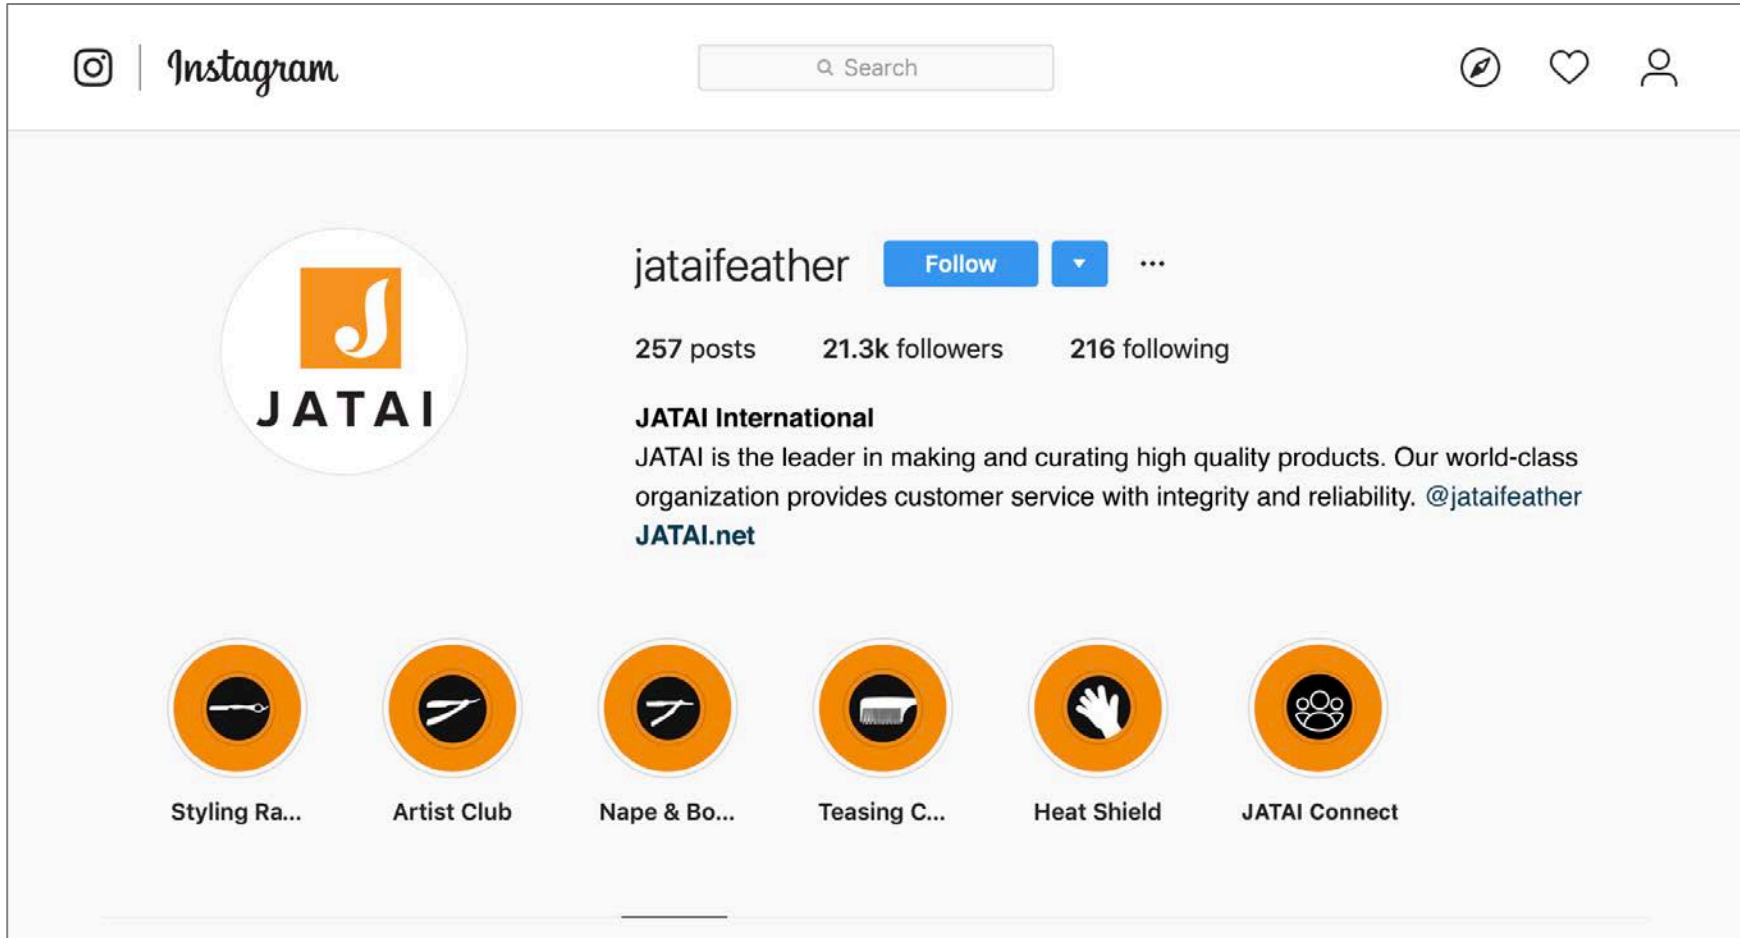 Instagram
Search
J
JATAI
jataifeather Follow ...
257 posts 21.3k followers 216 following
JATAI International
JATAI is the leader in making and curating high quality products. Our world-class
organization provides customer service with integrity and reliability. @jataifeather
JATAI.net
Styling Ra... Artist Club Nape & Bo... Teasing C... Heat Shield JATAI Connect